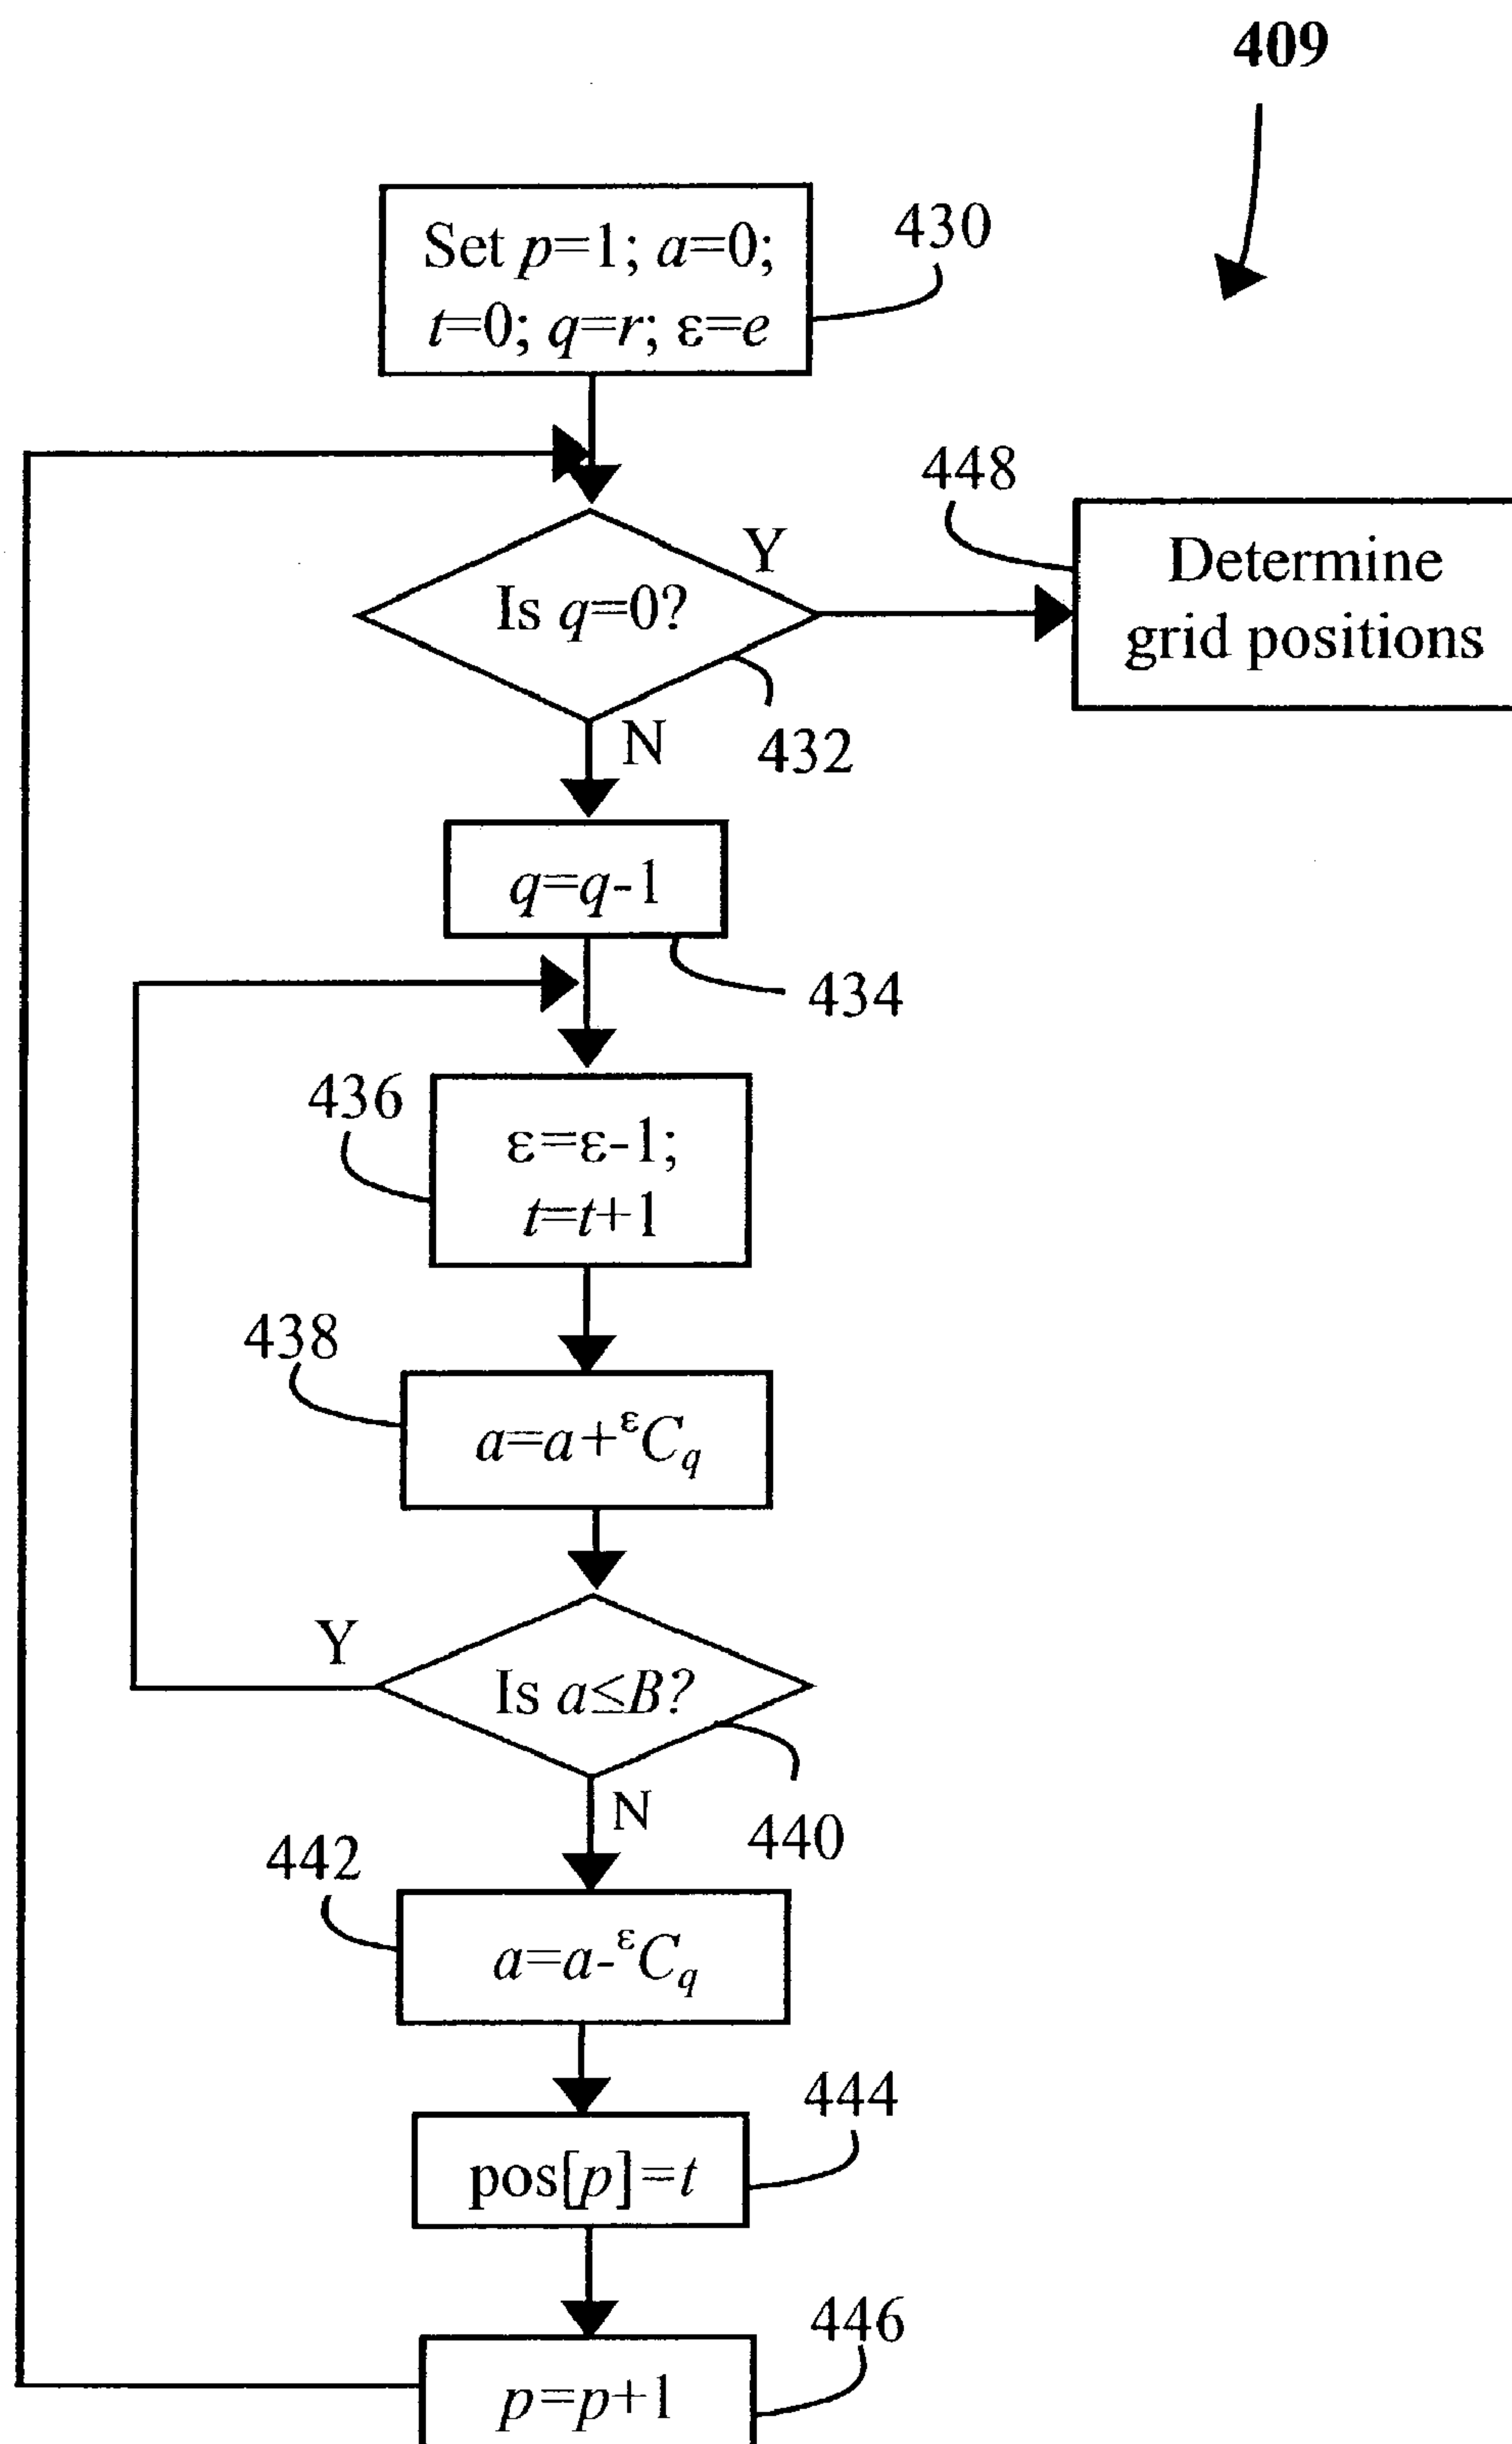 409
Set p=1; a=0;
t=0; q=r; ε=e
430
448
Y
Is q=0?
Determine
grid positions
N
432
q=q-1
434
436
ε=ε-1;
t=t+1
438
a=a+εCq
Y
Is a≤B?
N
440
442
a=a-εCq
444
pos[p]=t
446
p=p+1